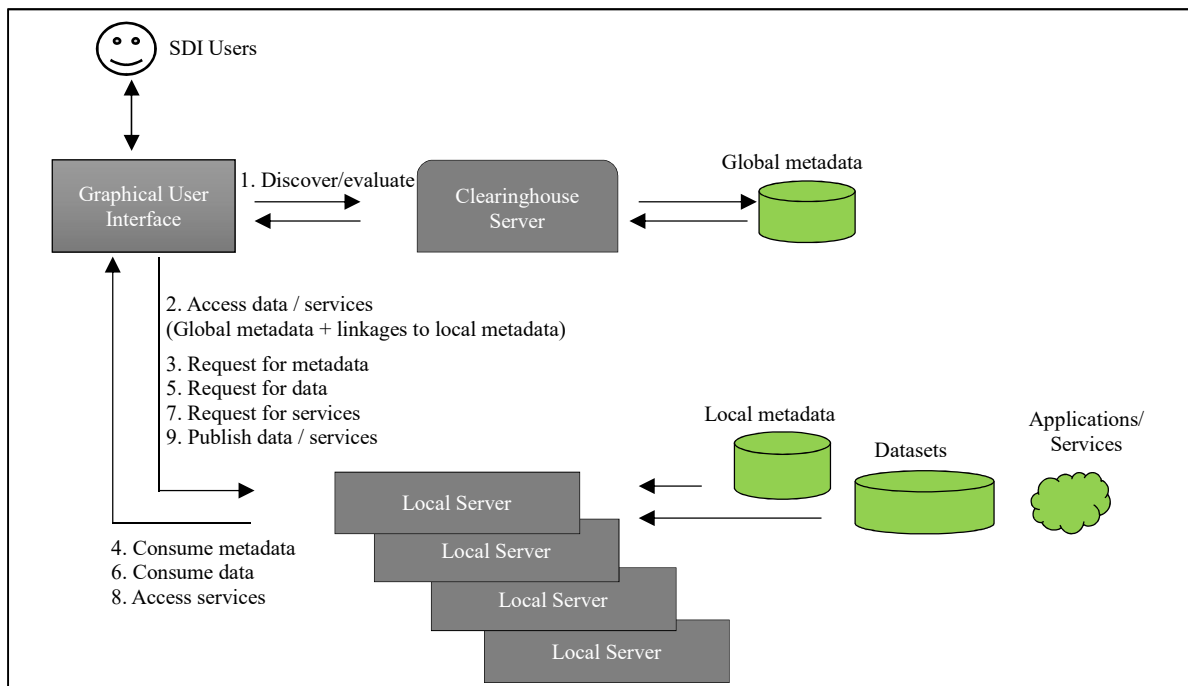 SDI Users
Graphical User
Interface
1. Discover/evaluate
Clearinghouse
Server
Global metadata
2. Access data / services
(Global metadata + linkages to local metadata)
3. Request for metadata
5. Request for data
7. Request for services
9. Publish data / services
Local metadata
Datasets
Applications/
Services
Local Server
Local Server
Local Server
Local Server
4. Consume metadata
6. Consume data
8. Access services